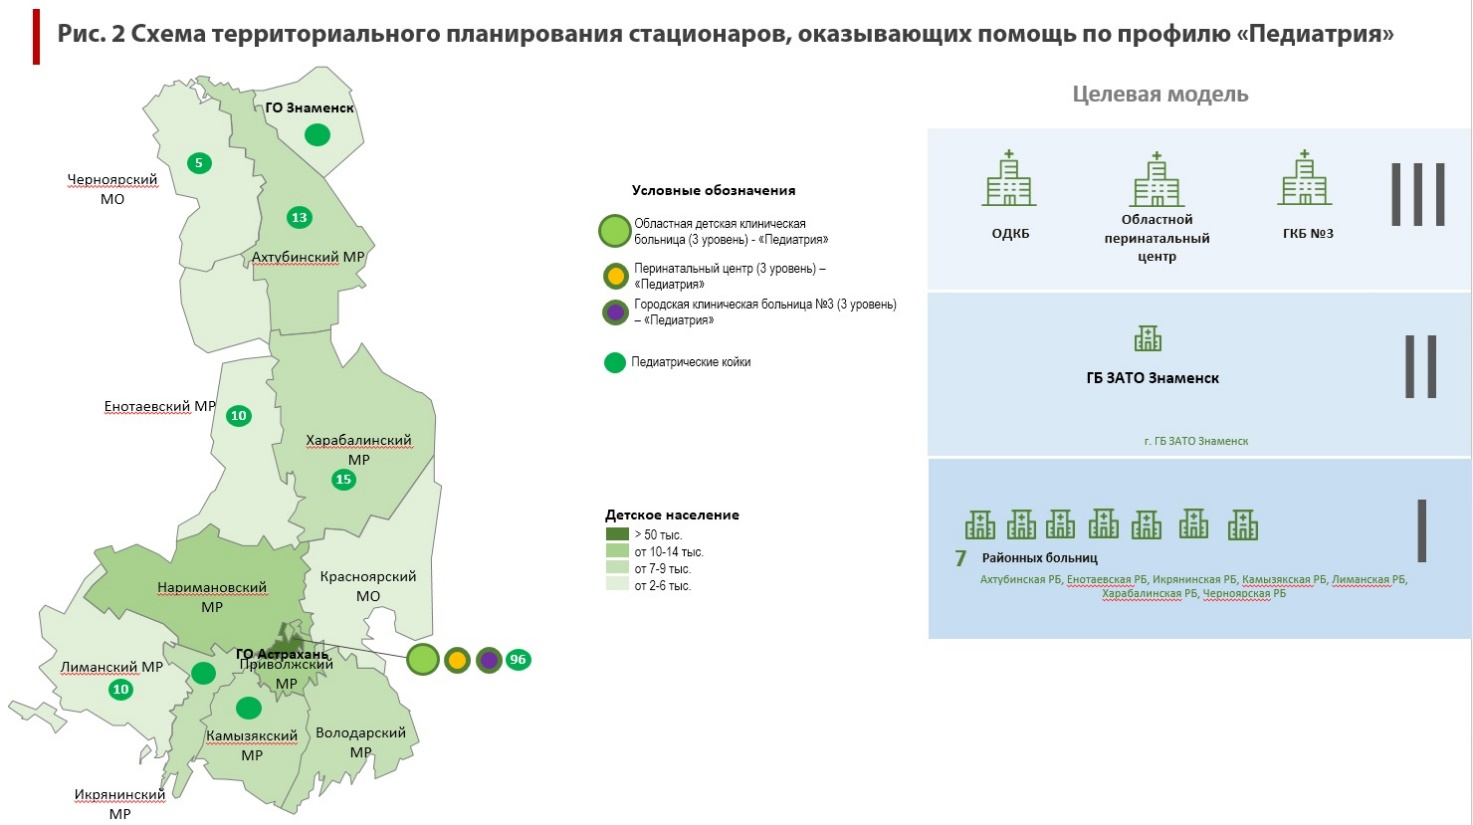 Рис. 2 Схема территориального планирования стационаров, оказывающих помощь по профилю «Педиатрия»
ГО Знаменск
5
Черноярский
МО
13
Ахтубинский МР
Енотаевский МР
10
Харабалинский
МР
15
Наримановский
МР
Красноярский
МО
ГО Астрахань
Приволжский
МР
96
Лиманский МР
10
Камызякский
МР
Володарский
МР
Икрянинский
МР
Условные обозначения
Областная детская клиническая
больница (3 уровень) - «Педиатрия»
Перинатальный центр (3 уровень) –
«Педиатрия»
Городская клиническая больница №3 (3 уровень)
– «Педиатрия»
Педиатрические койки
Детское население
> 50 тыс.
от 10-14 тыс.
от 7-9 тыс.
от 2-6 тыс.
Целевая модель
ОДКБ
Областной
перинатальный
центр
ГКБ №3
III
ГБ ЗАТО Знаменск
II
г. ГБ ЗАТО Знаменск
I
7 Районных больниц
Ахтубинская РБ, Енотаевская РБ, Икрянинская РБ, Камызякская РБ, Лиманская РБ,
Харабалинская РБ, Черноярская РБ